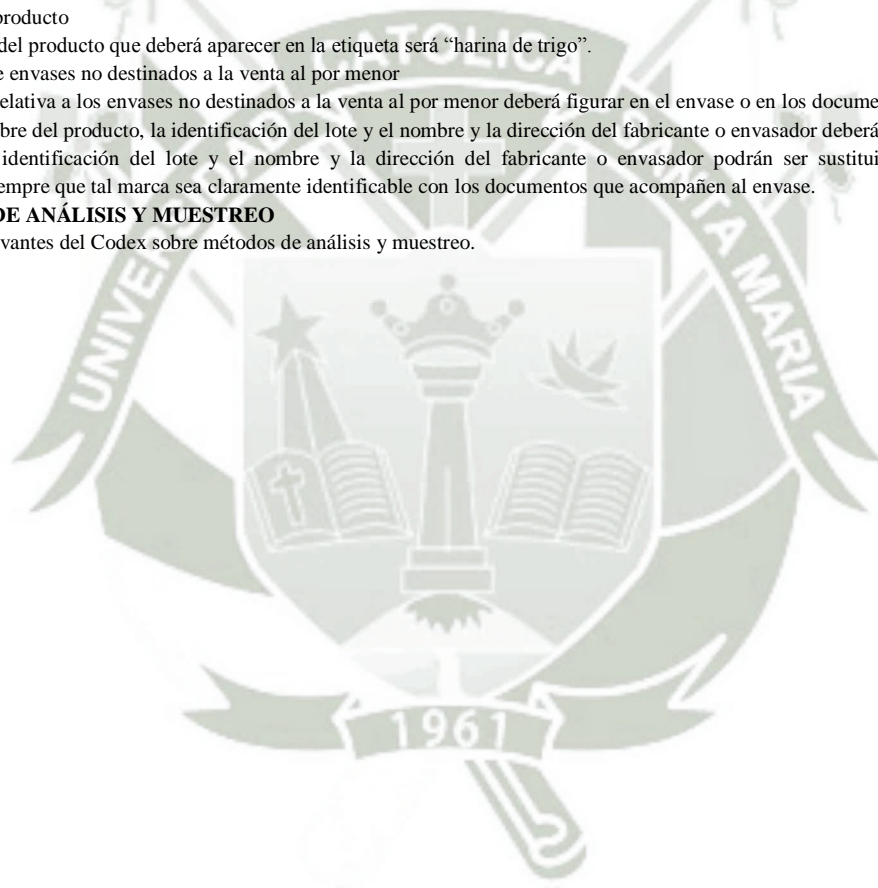 producto
del producto que deberá aparecer en la etiqueta será “harina de trigo”.
e envases no destinados a la venta al por menor
elativa a los envases no destinados a la venta al por menor deberá figurar en el envase o en los docume
bre del producto, la identificación del lote y el nombre y la dirección del fabricante o envasador deberá
identificación del lote y el nombre y la dirección del fabricante o envasador podrán ser sustitui
empre que tal marca sea claramente identificable con los documentos que acompañen al envase.
DE ANÁLISIS Y MUESTREO
vantes del Codex sobre métodos de análisis y muestreo.
UNIVERSIDAD CATOLICA SANTA MARIA
1961